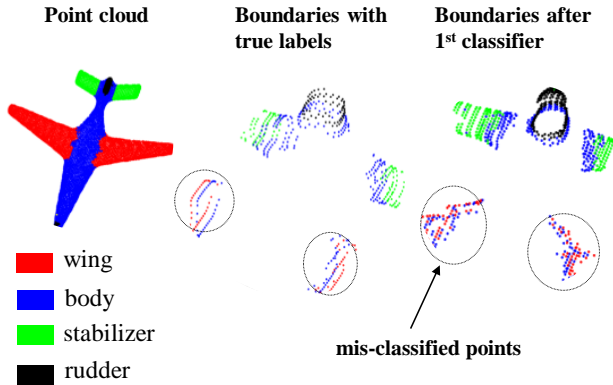 Point cloud
Boundaries with
true labels
Boundaries after
1st classifier
wing
body
stabilizer
rudder
mis-classified points